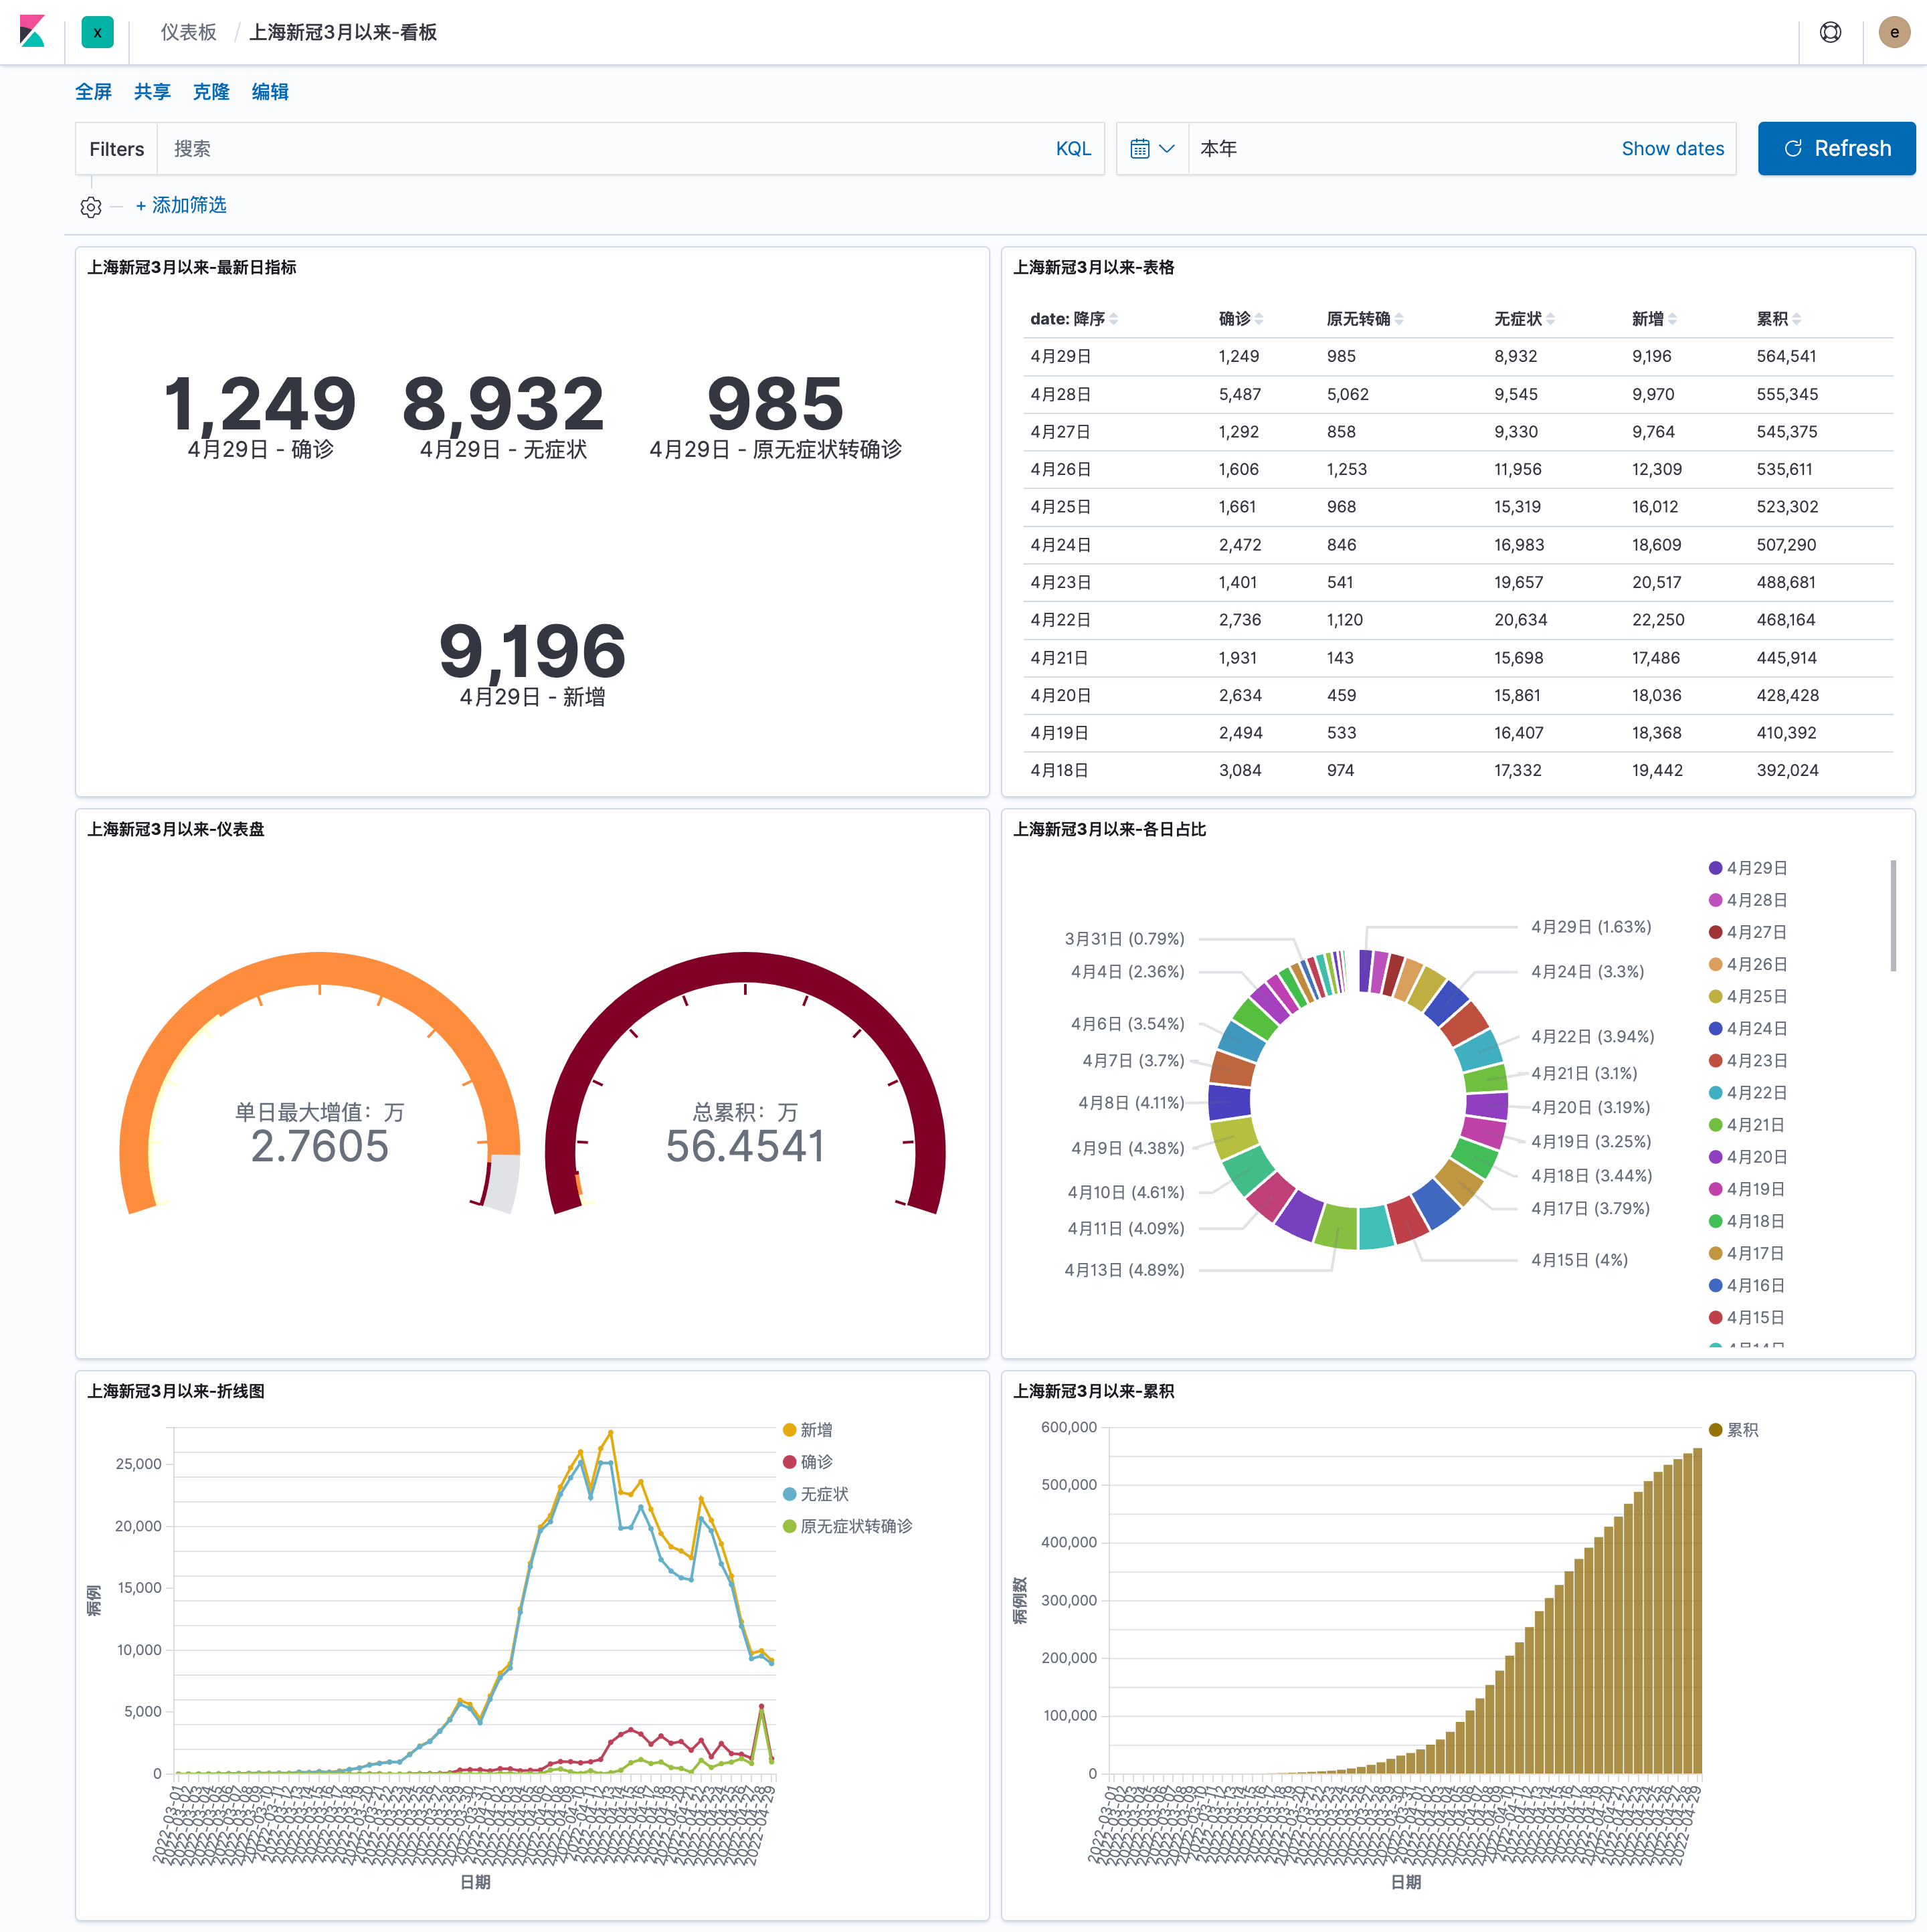 x 仪表板 / 上海新冠3月以来-看板 e
全屏 共享 克隆 编辑
Filters 搜索 KQL 本年 Show dates Refresh
+ 添加筛选
上海新冠3月以来-最新日指标
1,249 8,932 985
4月29日 - 确诊 4月29日 - 无症状 4月29日 - 原无症状转确诊
9,196
4月29日 - 新增
上海新冠3月以来-表格
date: 降序 确诊 原无转确 无症状 新增 累积
4月29日 1,249 985 8,932 9,196 564,541
4月28日 5,487 5,062 9,545 9,970 555,345
4月27日 1,292 858 9,330 9,764 545,375
4月26日 1,606 1,253 11,956 12,309 535,611
4月25日 1,661 968 15,319 16,012 523,302
4月24日 2,472 846 16,983 18,609 507,290
4月23日 1,401 541 19,657 20,517 488,681
4月22日 2,736 1,120 20,634 22,250 468,164
4月21日 1,931 143 15,698 17,486 445,914
4月20日 2,634 459 15,861 18,036 428,428
4月19日 2,494 533 16,407 18,368 410,392
4月18日 3,084 974 17,332 19,442 392,024
上海新冠3月以来-仪表盘
单日最大增值：万
2.7605
总累积：万
56.4541
上海新冠3月以来-各日占比
3月31日 (0.79%)
4月4日 (2.36%)
4月6日 (3.54%)
4月7日 (3.7%)
4月8日 (4.11%)
4月9日 (4.38%)
4月10日 (4.61%)
4月11日 (4.09%)
4月13日 (4.89%)
4月29日 (1.63%)
4月24日 (3.3%)
4月22日 (3.94%)
4月21日 (3.1%)
4月20日 (3.19%)
4月19日 (3.25%)
4月18日 (3.44%)
4月17日 (3.79%)
4月15日 (4%)
4月29日
4月28日
4月27日
4月26日
4月25日
4月24日
4月23日
4月22日
4月21日
4月20日
4月19日
4月18日
4月17日
4月16日
4月15日
上海新冠3月以来-折线图
25,000
20,000
15,000
10,000
5,000
0
病例
新增
确诊
无症状
原无症状转确诊
2022-03-01
2022-04-29
日期
上海新冠3月以来-累积
600,000
500,000
400,000
300,000
200,000
100,000
0
病例数
累积
2022-03-01
2022-04-29
日期